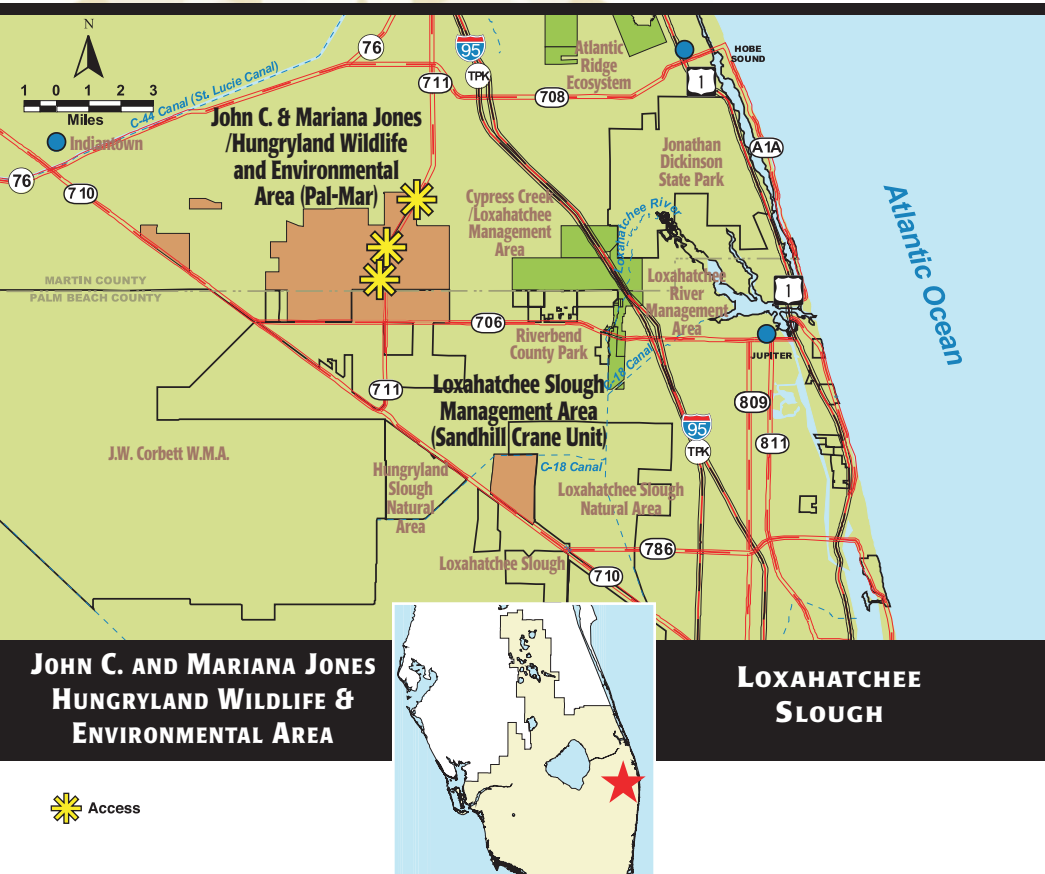 N
1 0 1 2 3
Miles
C-44 Canal (St. Lucie Canal)
Indiantown
76
76
710
711
95
TPK
708
Atlantic
Ridge
Ecosystem
HOBE
SOUND
1
A1A
John C. & Mariana Jones
/Hungryland Wildlife
and Environmental
Area (Pal-Mar)
Cypress Creek
/Loxahatchee
Management
Area
Jonathan
Dickinson
State Park
Loxahatchee River
Loxahatchee
River
Management
Area
Atlantic Ocean
MARTIN COUNTY
PALM BEACH COUNTY
1
706
Riverbend
County Park
JUPITER
C-18 Canal
711
Loxahatchee Slough
Management Area
(Sandhill Crane Unit)
809
811
95
TPK
J.W. Corbett W.M.A.
Hungryland
Slough
Natural
Area
C-18 Canal
Loxahatchee Slough
Natural Area
Loxahatchee Slough
786
710
JOHN C. AND MARIANA JONES
HUNGRYLAND WILDLIFE &
ENVIRONMENTAL AREA
LOXAHATCHEE
SLOUGH
Access